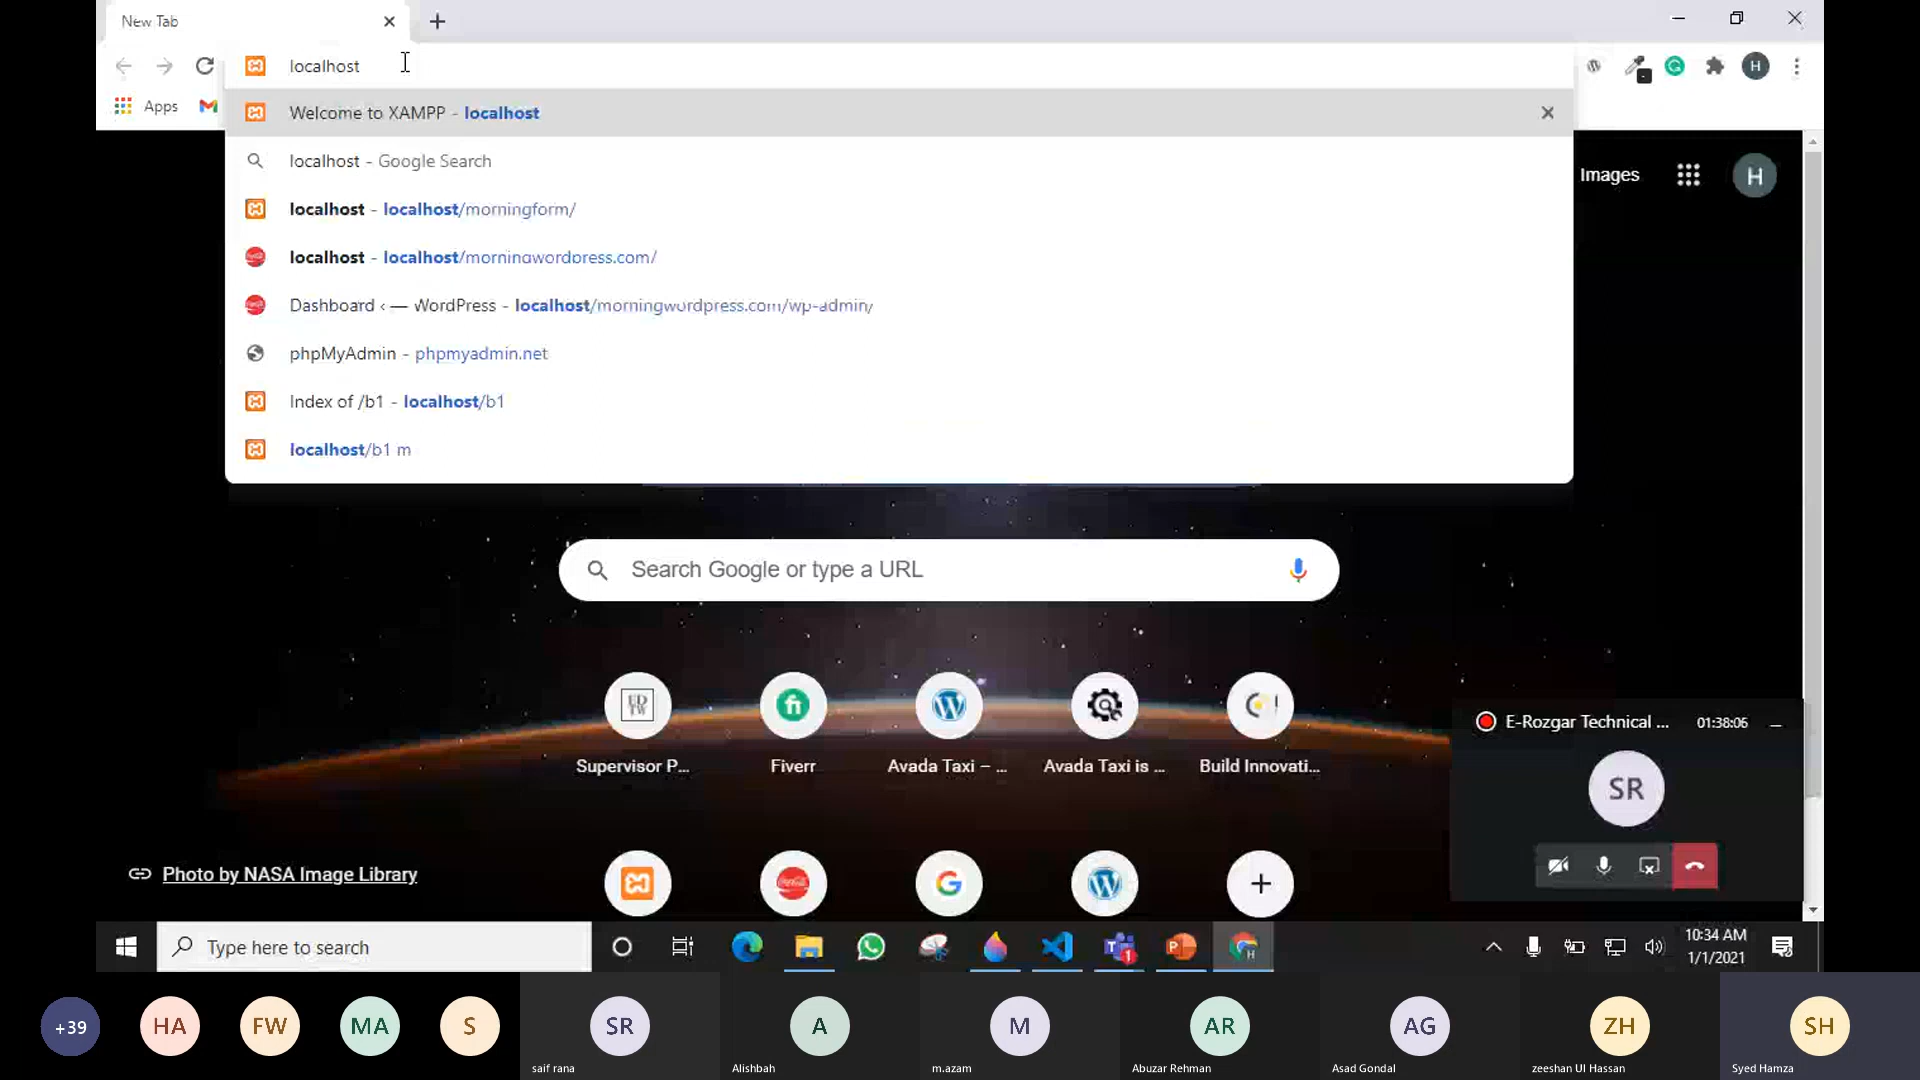 New Tab
localhost
Apps
Welcome to XAMPP - localhost
localhost - Google Search
localhost - localhost/morningform/
localhost - localhost/morningwordpress.com/
Dashboard ‹ — WordPress - localhost/morningwordpress.com/wp-admin/
phpMyAdmin - phpmyadmin.net
Index of /b1 - localhost/b1
localhost/b1 m
Images
H
H
Search Google or type a URL
Supervisor P...
Fiverr
Avada Taxi – ...
Avada Taxi is ...
Build Innovati...
E-Rozgar Technical ...
01:38:06
SR
Photo by NASA Image Library
Type here to search
10:34 AM
1/1/2021
+39
HA
FW
MA
S
SR
A
M
AR
AG
ZH
SH
saif rana
Alishbah
m.azam
Abuzar Rehman
Asad Gondal
zeeshan Ul Hassan
Syed Hamza